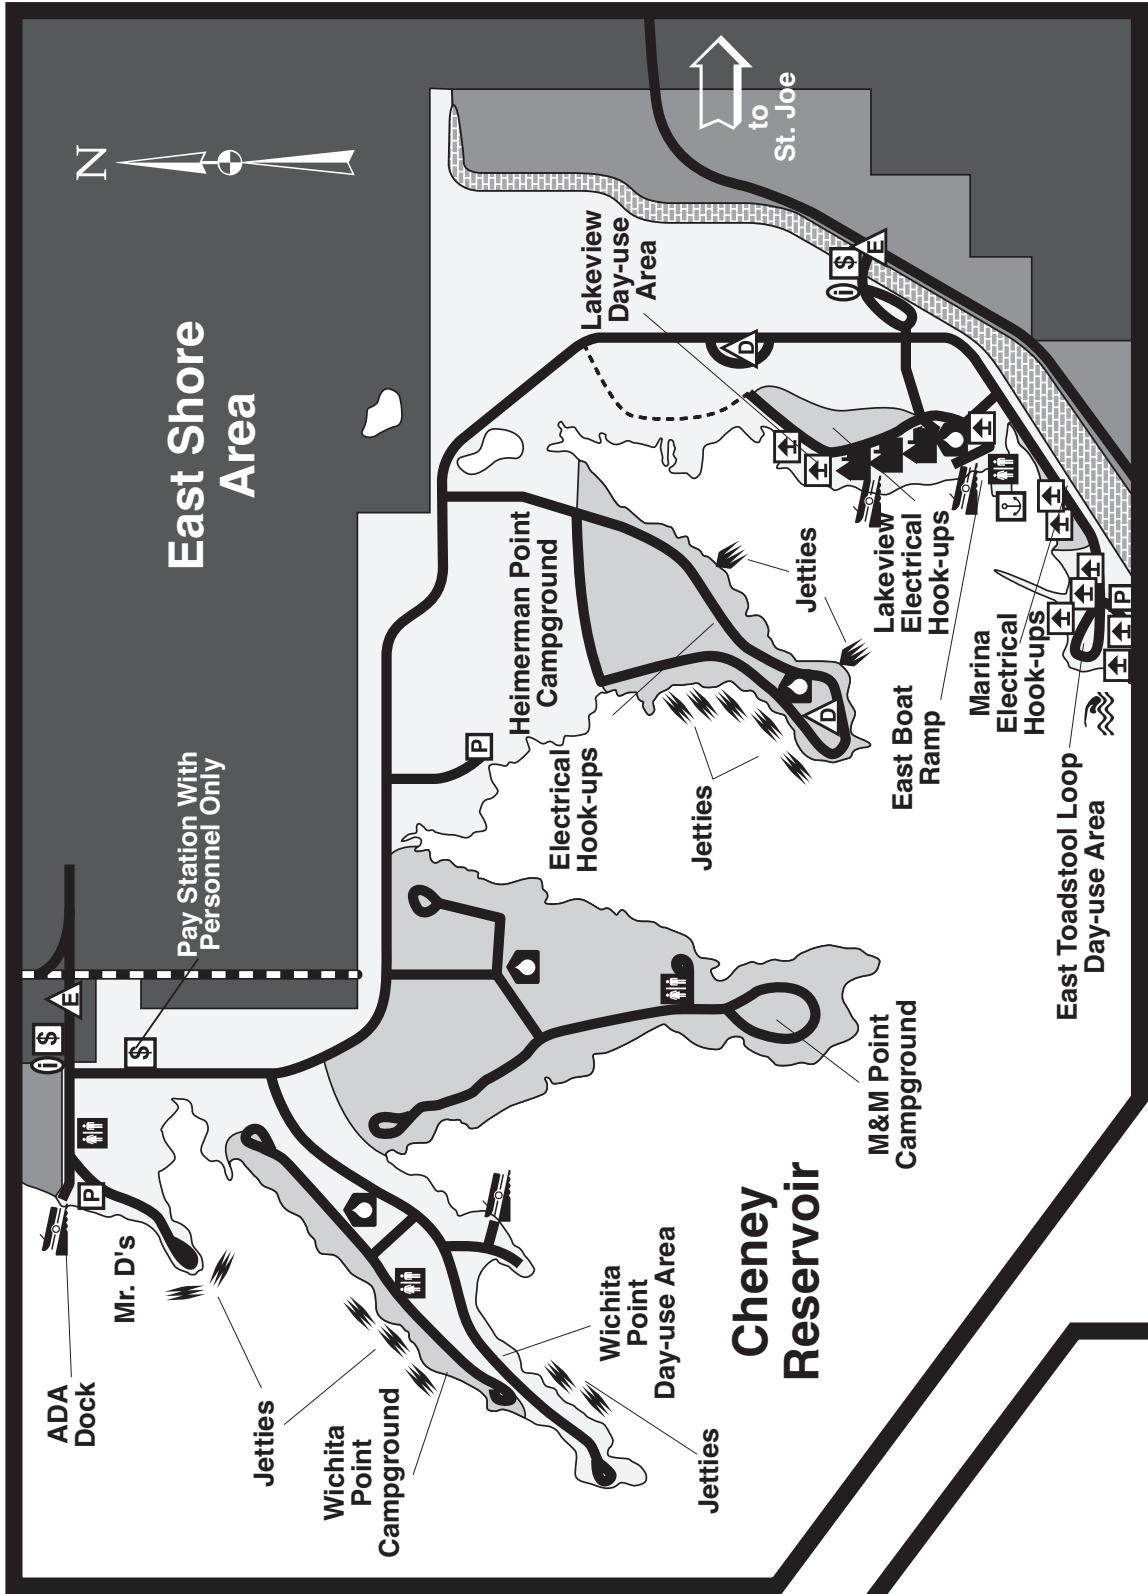 N
East Shore
Area
to
St. Joe
Pay Station With
Personnel Only
Lakeview
Day-use
Area
Heimerman Point
Campground
Electrical
Hook-ups
Jetties
Jetties
Lakeview
Electrical
Hook-ups
East Boat
Ramp
Marina
Electrical
Hook-ups
East Toadstool Loop
Day-use Area
M&M Point
Campground
Cheney
Reservoir
Wichita
Point
Day-use Area
Jetties
Wichita
Point
Campground
Jetties
Mr. D's
ADA
Dock
i
$
E
$
P
P
D
D
i
$
E
P